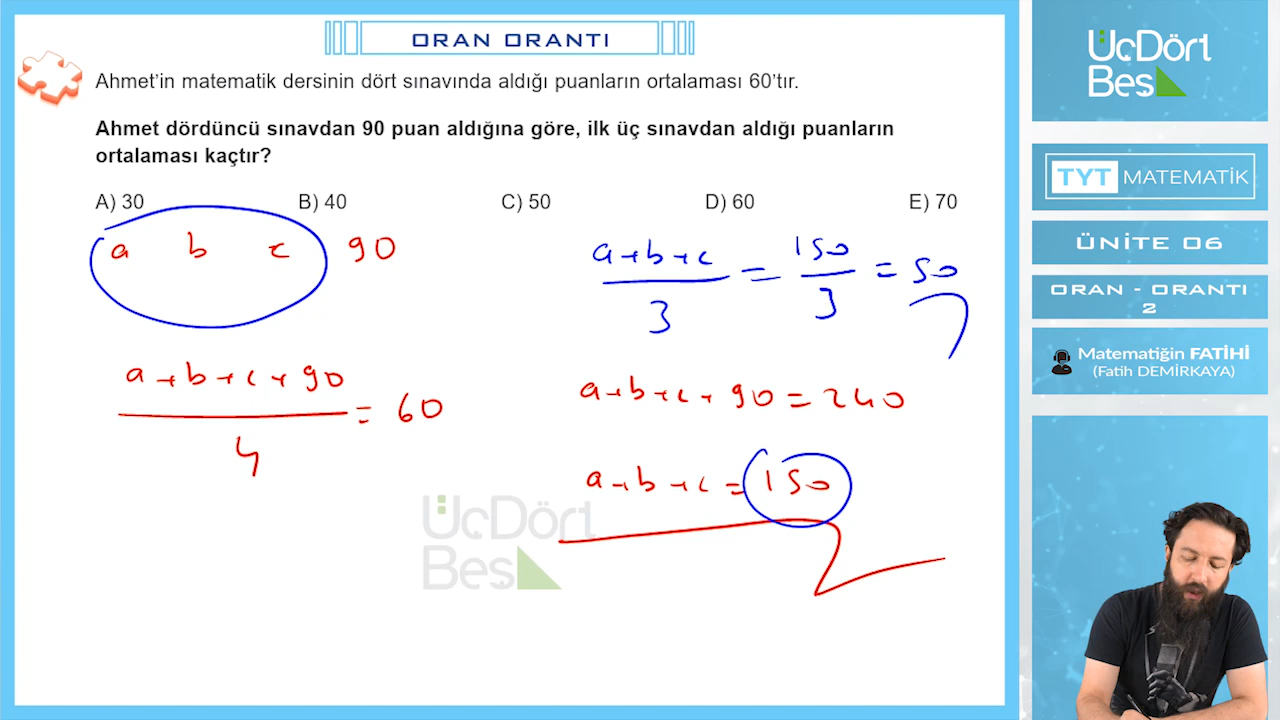 ORAN ORANTI
Ahmet'in matematik dersinin dört sınavında aldığı puanların ortalaması 60'tır.
Ahmet dördüncü sınavdan 90 puan aldığına göre, ilk üç sınavdan aldığı puanların
ortalaması kaçtır?
A) 30 B) 40 C) 50 D) 60 E) 70
a b c 90
a+b+c+90
4
= 60
a+b+c
3
=
150
3
= 50
a+b+c+90=240
a+b+c=150
ÜçDört
Beş
ÜçDört
Beş
TYT MATEMATİK
ÜNİTE 06
ORAN - ORANTI
2
Matematiğin FATİHİ
(Fatih DEMİRKAYA)